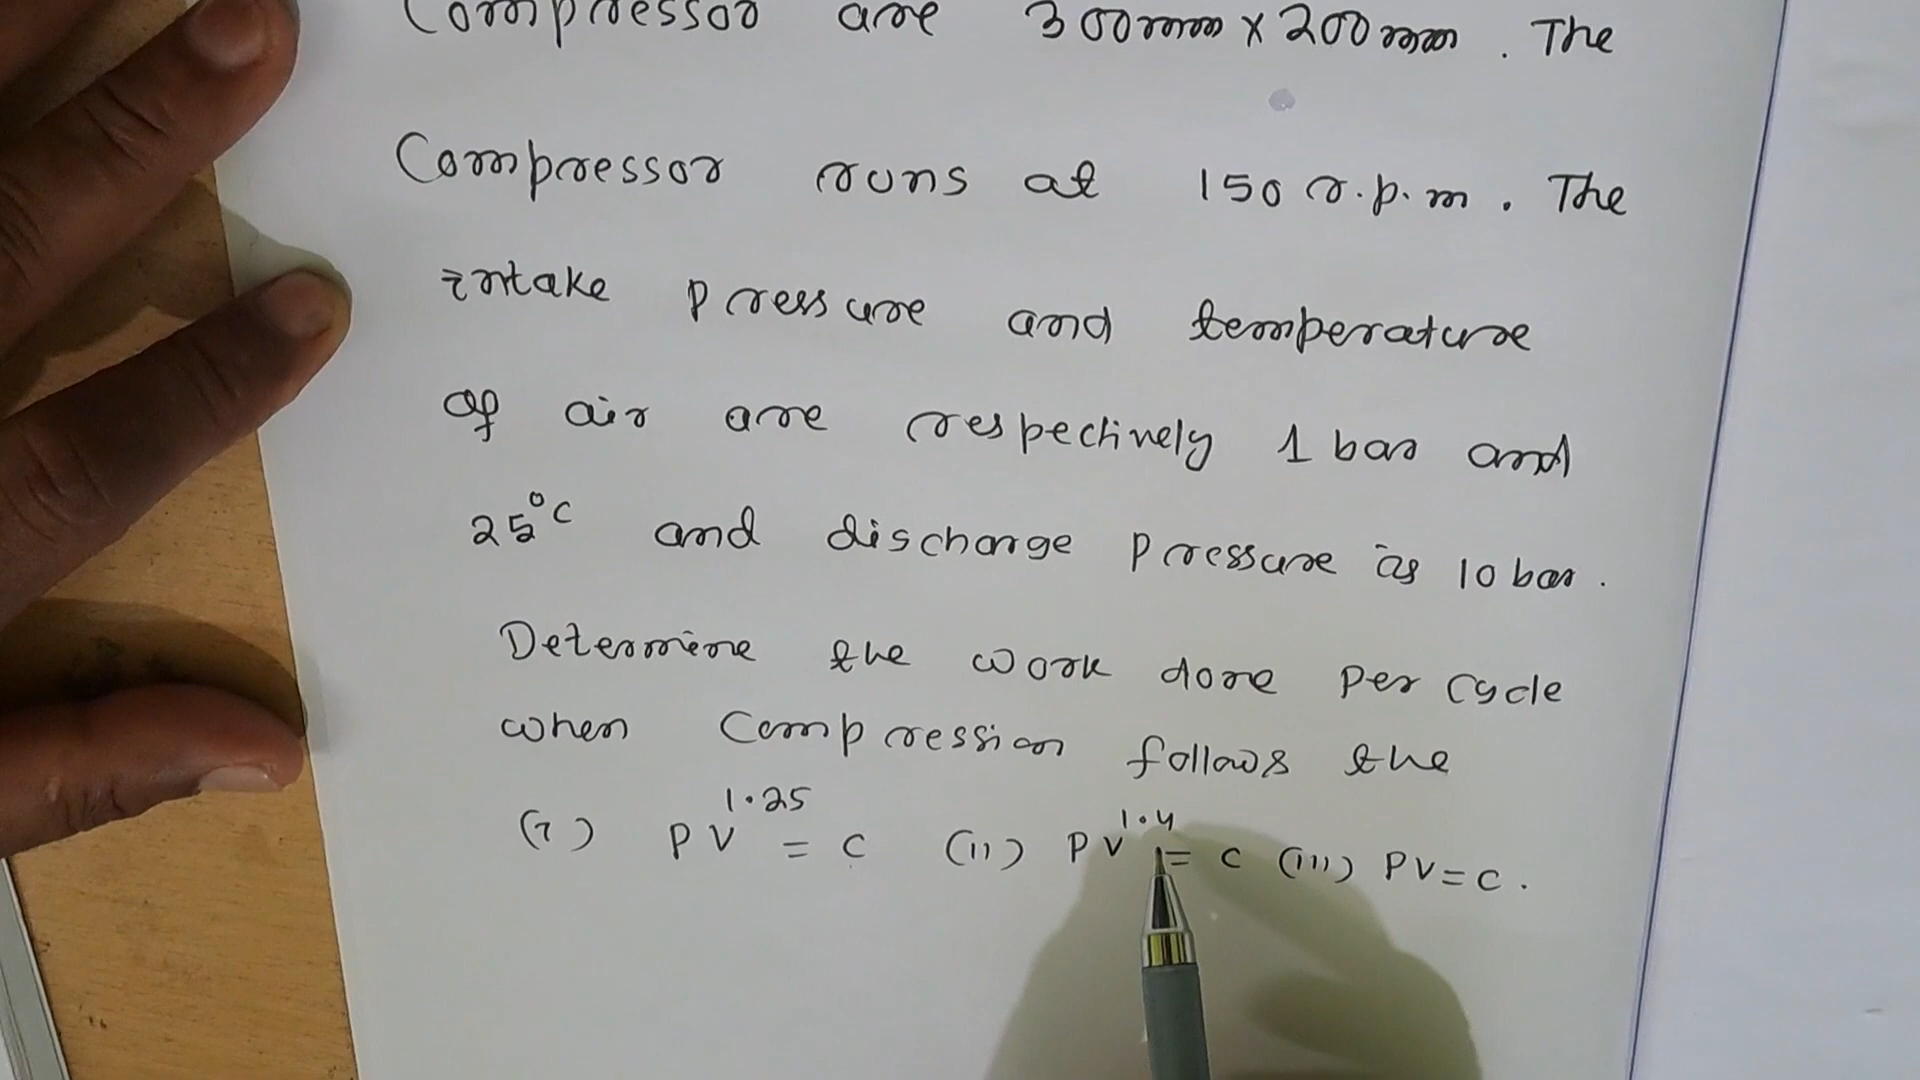 Compressor are 300mm x 200mm. The
Compressor runs at 150 r.p.m. The
intake Pressure and temperature
of air are respectively 1 bar and
25°C and discharge Pressure is 10 bar.
Determine the work done Per Cycle
when Compression follows the
(i) PV^1.25 = C (ii) PV^1.4 = C (iii) PV=C.